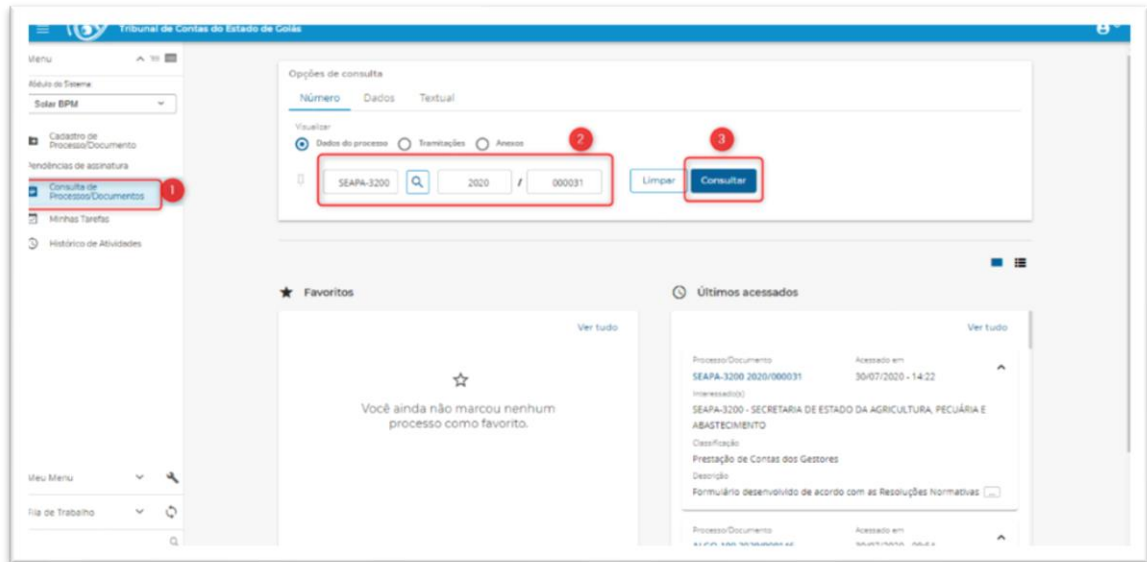 Tribunal de Contas do Estado de Goiás
Menu
Módulo do Sistema
Solar BPM
Cadastro de
Processo/Documento
Pendências de assinatura
Consulta de
Processos/Documentos
1
Minhas Tarefas
Histórico de Atividades
Meu Menu
Fila de Trabalho
Opções de consulta
Número Dados Textual
Visualizar
Dados do processo Tramitações Anexos
2
3
SEAPA-3200 2020 / 000031 Limpar Consultar
Favoritos
Ver tudo
Você ainda não marcou nenhum
processo como favorito.
Últimos acessados
Ver tudo
Processo/Documento Acessado em
SEAPA-3200 2020/000031 30/07/2020 - 14:22
Interessado(s)
SEAPA-3200 - SECRETARIA DE ESTADO DA AGRICULTURA, PECUÁRIA E
ABASTECIMENTO
Classificação
Prestação de Contas dos Gestores
Descrição
Formulário desenvolvido de acordo com as Resoluções Normativas ...
Processo/Documento Acessado em